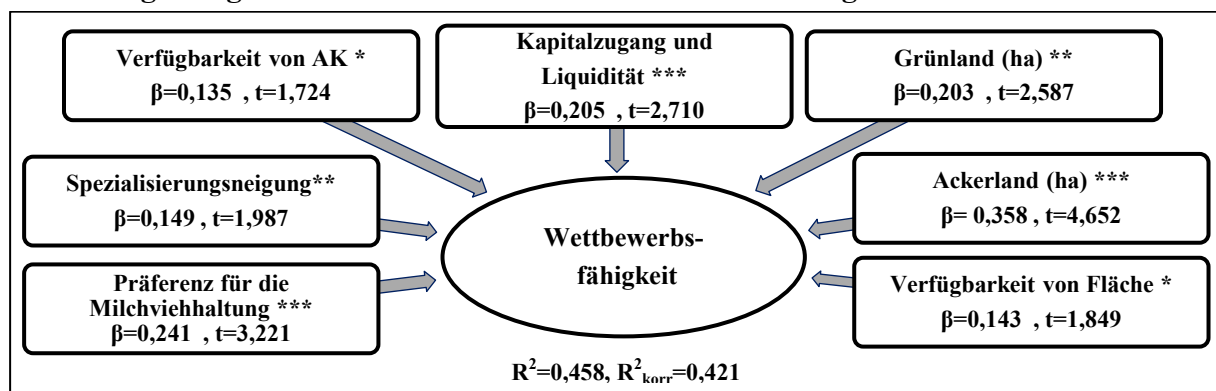 Verfügbarkeit von AK *
β=0,135 , t=1,724
Kapitalzugang und
Liquidität ***
β=0,205 , t=2,710
Grünland (ha) **
β=0,203 , t=2,587
Spezialisierungsneigung**
β=0,149 , t=1,987
Ackerland (ha) ***
β= 0,358 , t=4,652
Wettbewerbs-
fähigkeit
Präferenz für die
Milchviehhaltung ***
β=0,241 , t=3,221
Verfügbarkeit von Fläche *
β=0,143 , t=1,849
R²=0,458, R²korr=0,421